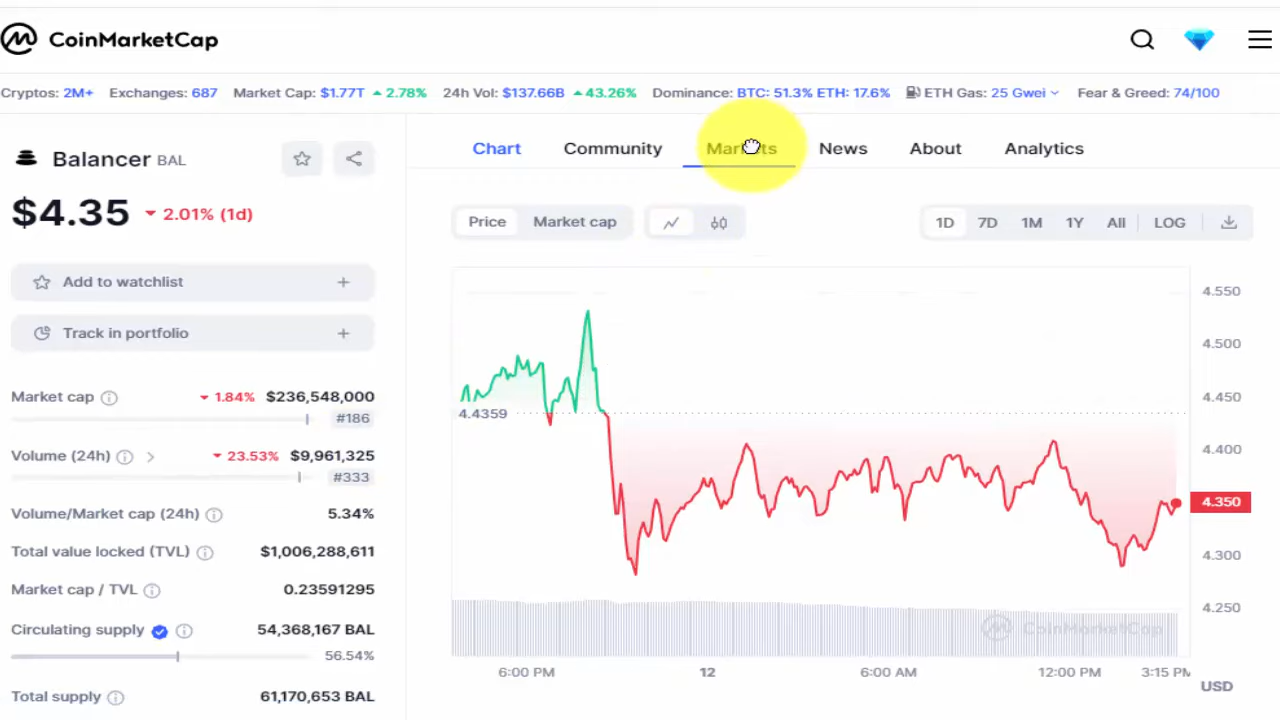 CoinMarketCap
Cryptos: 2M+ Exchanges: 687 Market Cap: $1.77T 2.78% 24h Vol: $137.66B 43.26% Dominance: BTC: 51.3% ETH: 17.6% ETH Gas: 25 Gwei Fear & Greed: 74/100
Balancer BAL
$4.35 2.01% (1d)
Add to watchlist +
Track in portfolio +
Market cap 1.84% $236,548,000
#186
Volume (24h) 23.53% $9,961,325
#333
Volume/Market cap (24h) 5.34%
Total value locked (TVL) $1,006,288,611
Market cap / TVL 0.23591295
Circulating supply 54,368,167 BAL
56.54%
Total supply 61,170,653 BAL
Chart Community Markets News About Analytics
Price Market cap 1D 7D 1M 1Y All LOG
4.550
4.500
4.450
4.4359
4.400
4.350
4.300
4.250
CoinMarketCap
6:00 PM 12 6:00 AM 12:00 PM 3:15 PM
USD